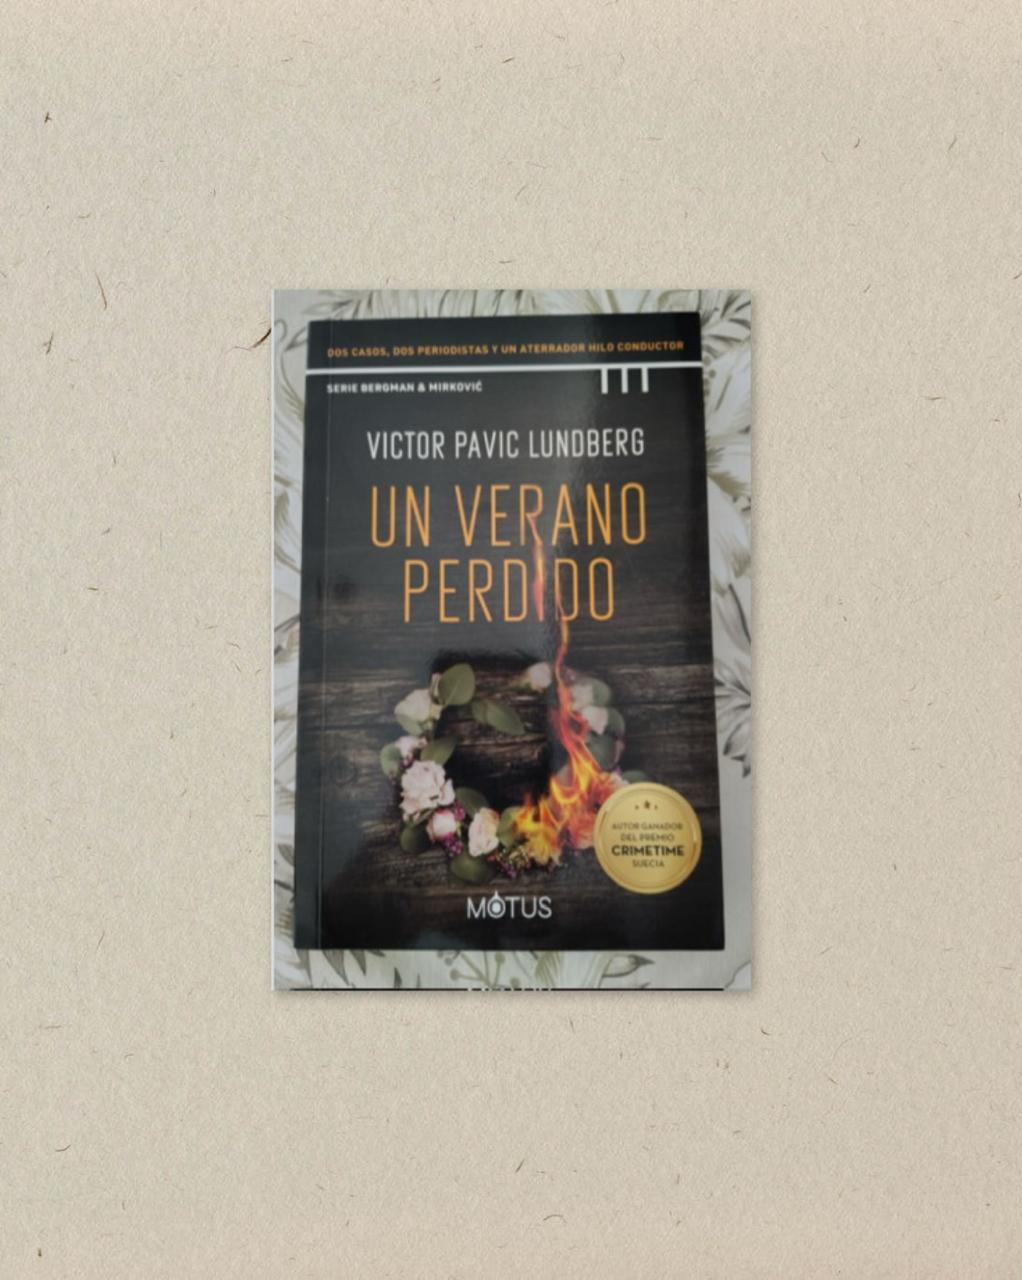 DOS CASOS, DOS PERIODISTAS Y UN ATERRADOR HILO CONDUCTOR
SERIE BERGMAN & MIRKOVIĆ
VICTOR PAVIC LUNDBERG
UN VERANO
PERDIDO
AUTOR GANADOR
DEL PREMIO
CRIMETIME
SUECIA
MOTUS